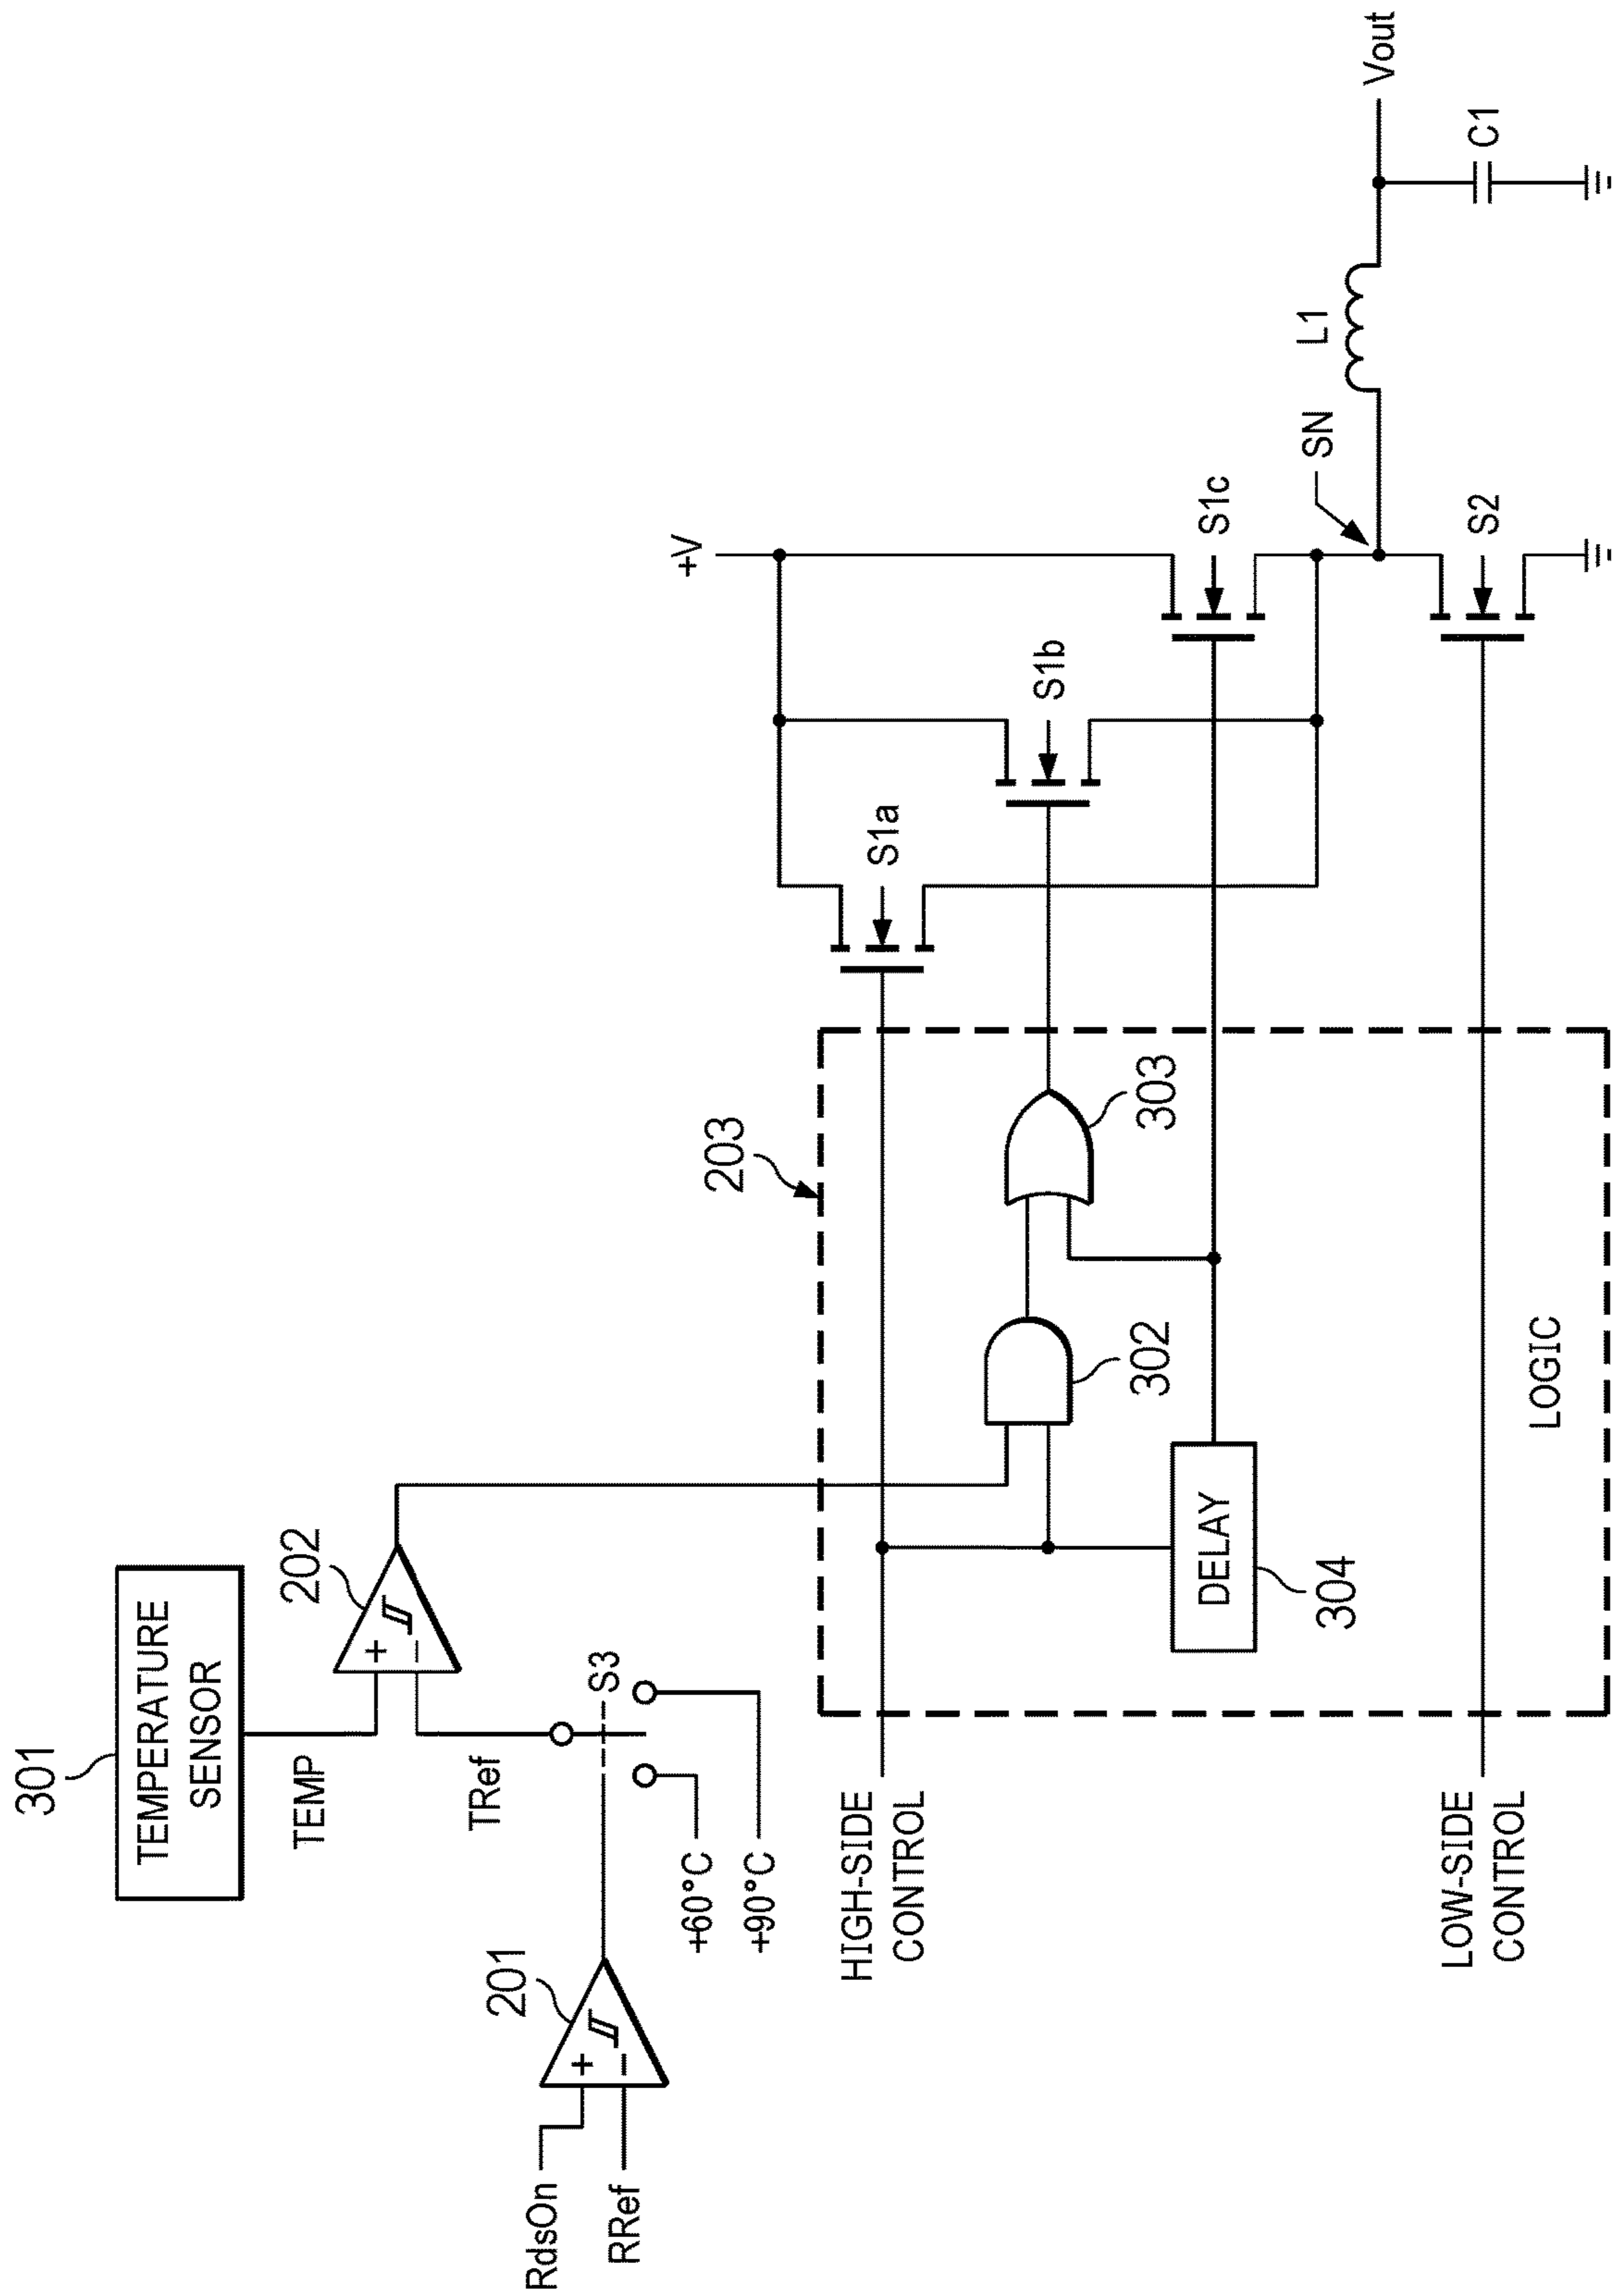 301
TEMPERATURE
SENSOR
TEMP
202
+
−
TRef
S3
+60°C
+90°C
201
+
−
RdsOn
RRef
HIGH-SIDE
CONTROL
LOW-SIDE
CONTROL
203
302
303
DELAY
304
LOGIC
+V
S1a
S1b
S1c
S2
SN
L1
C1
Vout